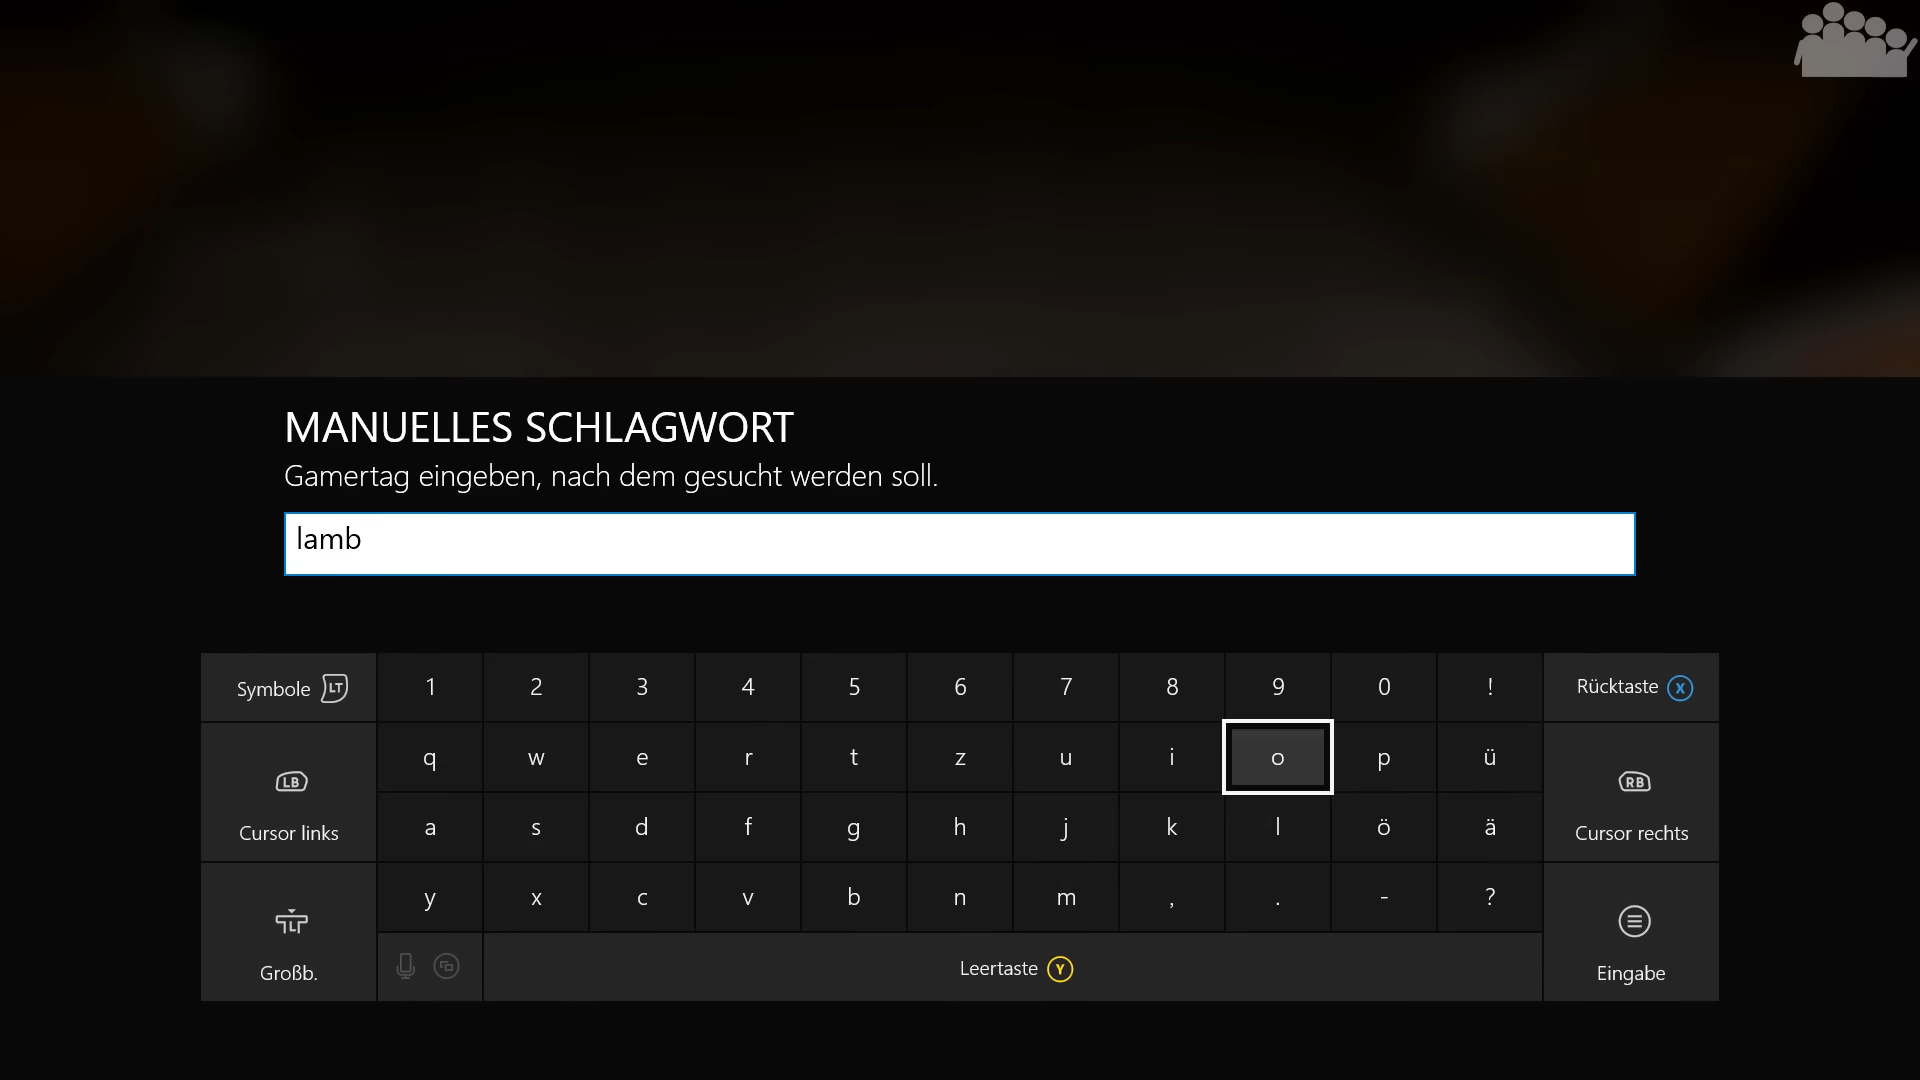 MANUELLES SCHLAGWORT
Gamertag eingeben, nach dem gesucht werden soll.
lamb
Symbole LT 1 2 3 4 5 6 7 8 9 0 ! Rücktaste X
q w e r t z u i o p ü
LB RB
Cursor links a s d f g h j k l ö ä Cursor rechts
y x c v b n m , . - ?
LT
Großb. Leertaste Y Eingabe